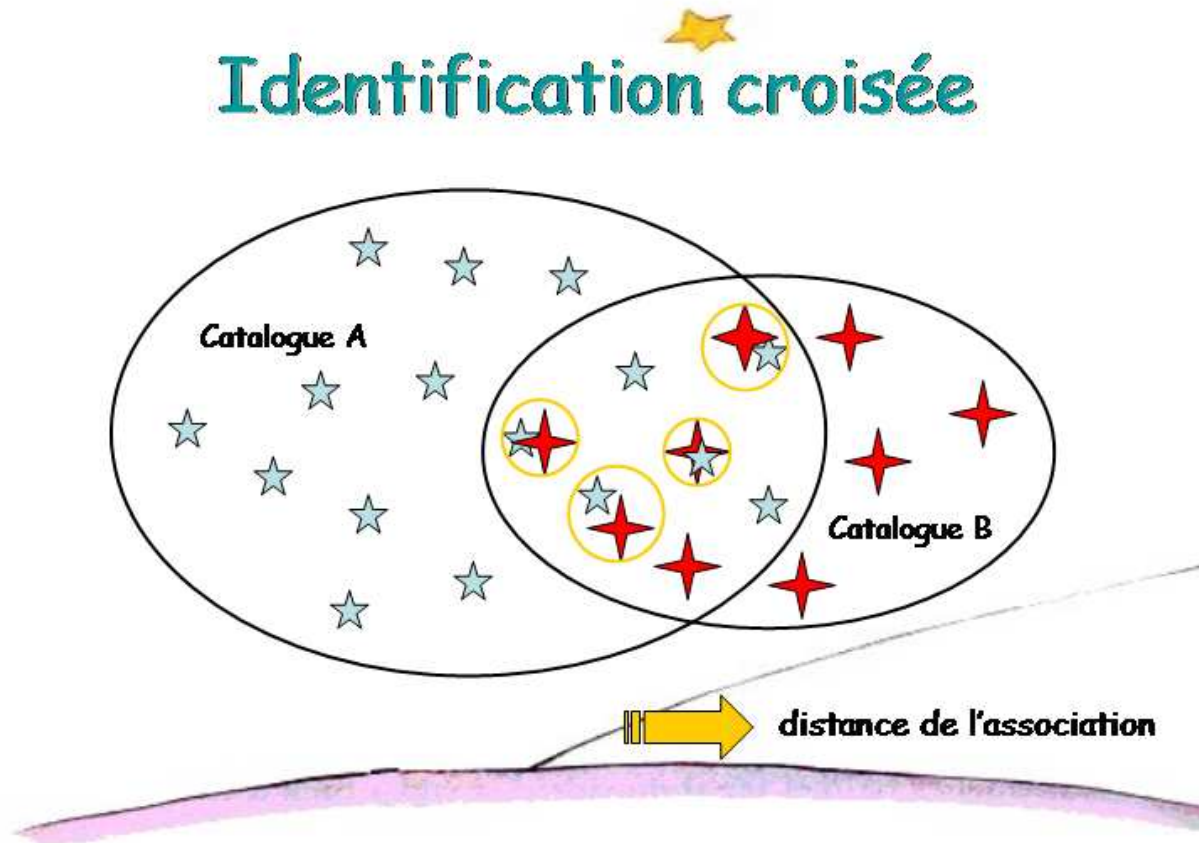 Identification croisée
Catalogue A
Catalogue B
distance de l'association